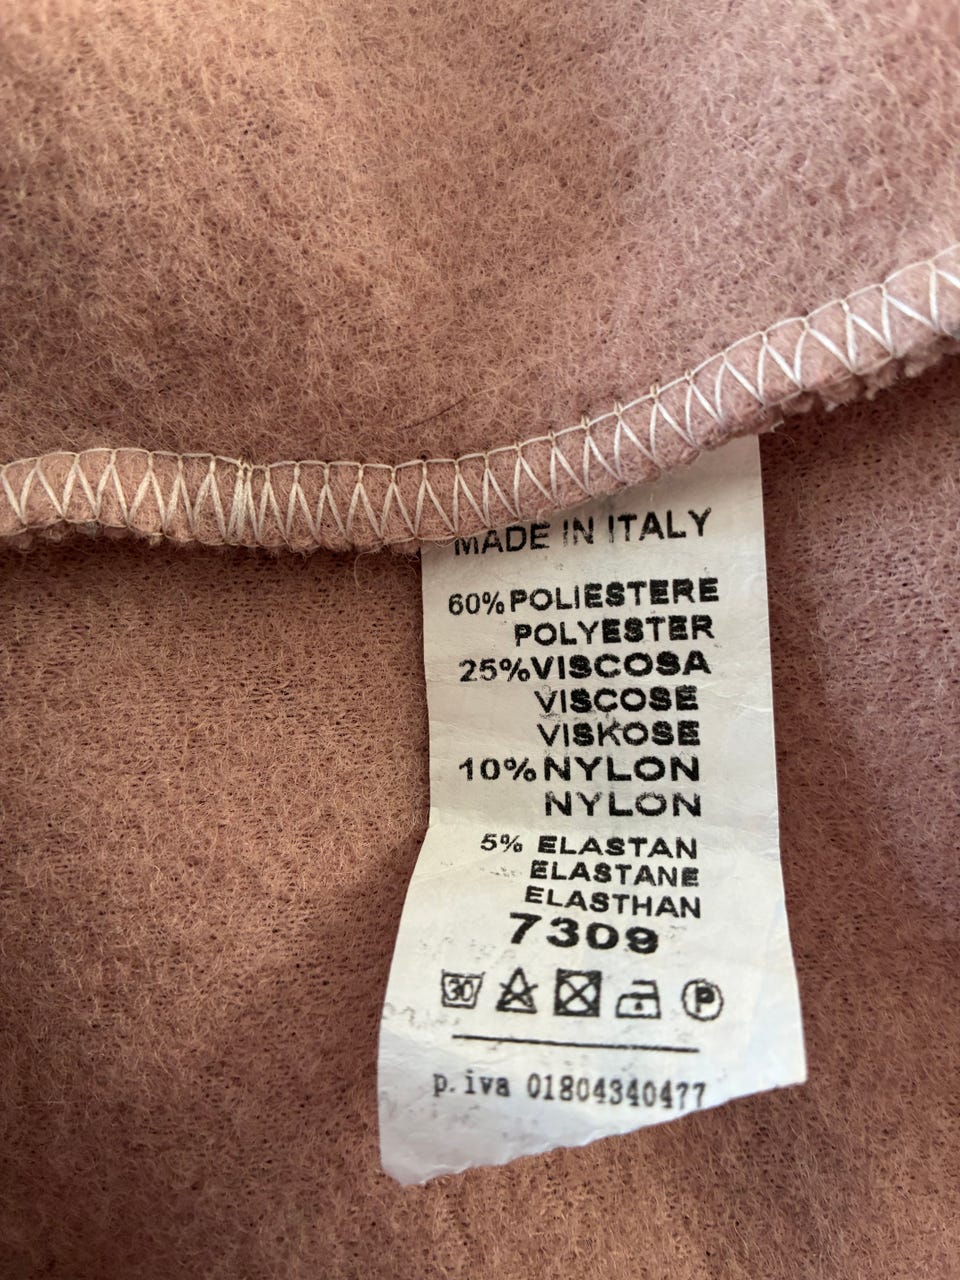 MADE IN ITALY
60% POLIESTERE
POLYESTER
25% VISCOSA
VISCOSE
VISKOSE
10% NYLON
NYLON
5% ELASTAN
ELASTANE
ELASTHAN
7309
30 P
p.iva 01804340477